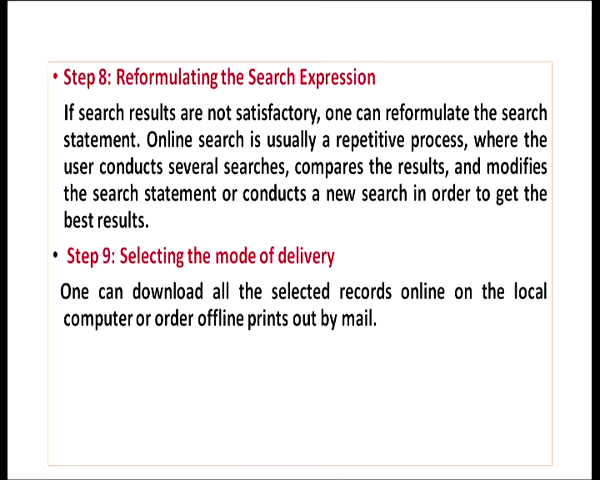 • Step 8: Reformulating the Search Expression
If search results are not satisfactory, one can reformulate the search
statement. Online search is usually a repetitive process, where the
user conducts several searches, compares the results, and modifies
the search statement or conducts a new search in order to get the
best results.
• Step 9: Selecting the mode of delivery
One can download all the selected records online on the local
computer or order offline prints out by mail.